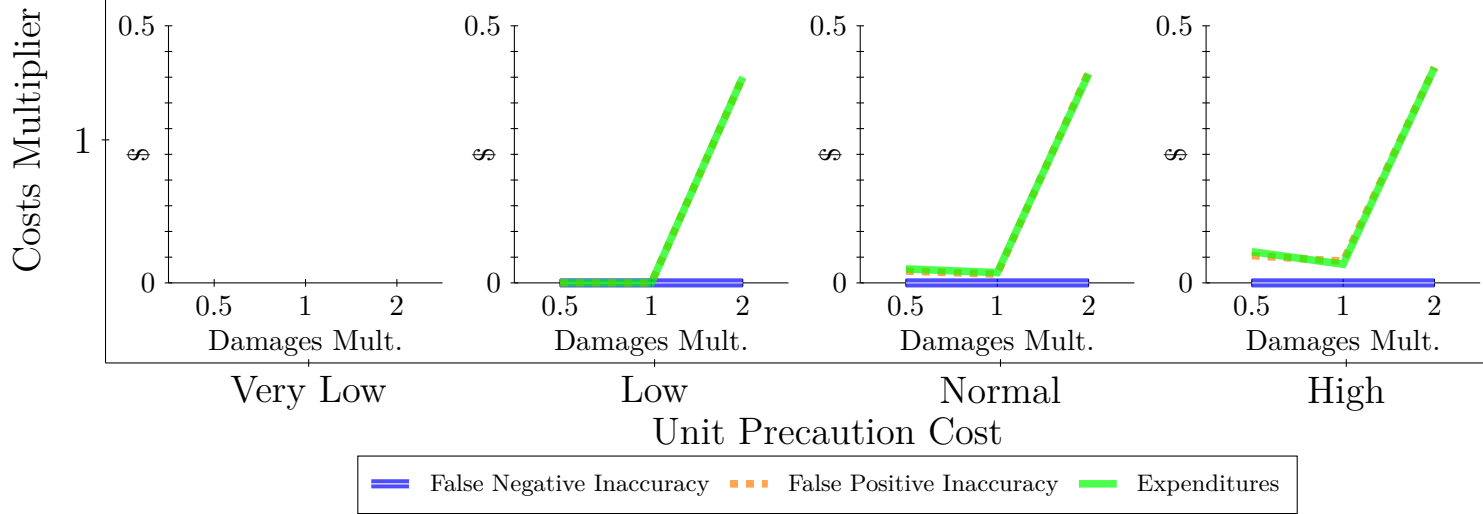 Costs Multiplier
1
0.5
$
0
0.5 1 2
Damages Mult.
0.5
$
0
0.5 1 2
Damages Mult.
0.5
$
0
0.5 1 2
Damages Mult.
0.5
$
0
0.5 1 2
Damages Mult.
Very Low Low Normal High
Unit Precaution Cost
False Negative Inaccuracy False Positive Inaccuracy Expenditures